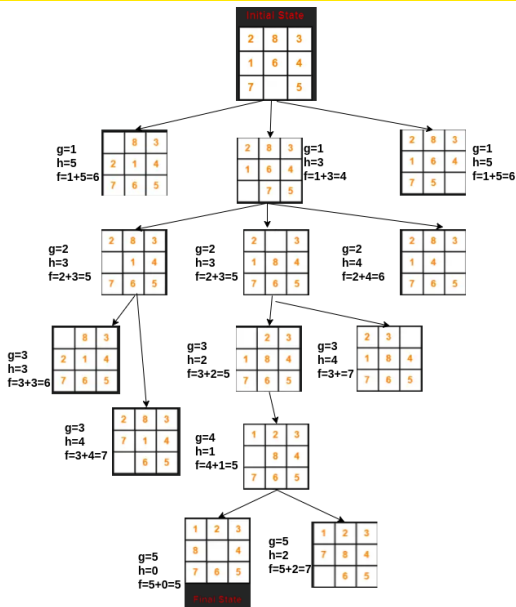 Initial State
2 8 3
1 6 4
7 5
8 3
2 1 4
7 6 5
g=1
h=5
f=1+5=6
2 8 3
1 6 4
7 5
g=1
h=3
f=1+3=4
2 8 3
1 6 4
7 5
g=1
h=5
f=1+5=6
g=2
h=3
f=2+3=5
2 8 3
1 4
7 6 5
g=2
h=3
f=2+3=5
2 3
1 8 4
7 6 5
g=2
h=4
f=2+4=6
2 8 3
1 4
7 6 5
g=3
h=3
f=3+3=6
8 3
2 1 4
7 6 5
g=3
h=2
f=3+2=5
2 3
1 8 4
7 6 5
g=3
h=4
f=3+=7
2 3
1 8 4
7 6 5
g=3
h=4
f=3+4=7
2 8 3
7 1 4
6 5
g=4
h=1
f=4+1=5
1 2 3
8 4
7 6 5
g=5
h=0
f=5+0=5
1 2 3
8 4
7 6 5
Final State
g=5
h=2
f=5+2=7
1 2 3
7 8 4
6 5